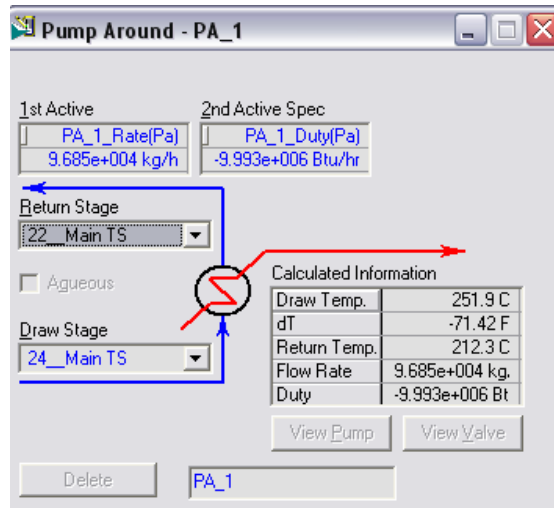 Pump Around - PA_1
1st Active 2nd Active Spec
PA_1_Rate(Pa) PA_1_Duty(Pa)
9.685e+004 kg/h -9.993e+006 Btu/hr
Return Stage
22__Main TS
Aqueous
Calculated Information
Draw Temp. 251.9 C
dT -71.42 F
Return Temp. 212.3 C
Flow Rate 9.685e+004 kg.
Duty -9.993e+006 Bt
Draw Stage
24__Main TS
View Pump View Valve
Delete PA_1